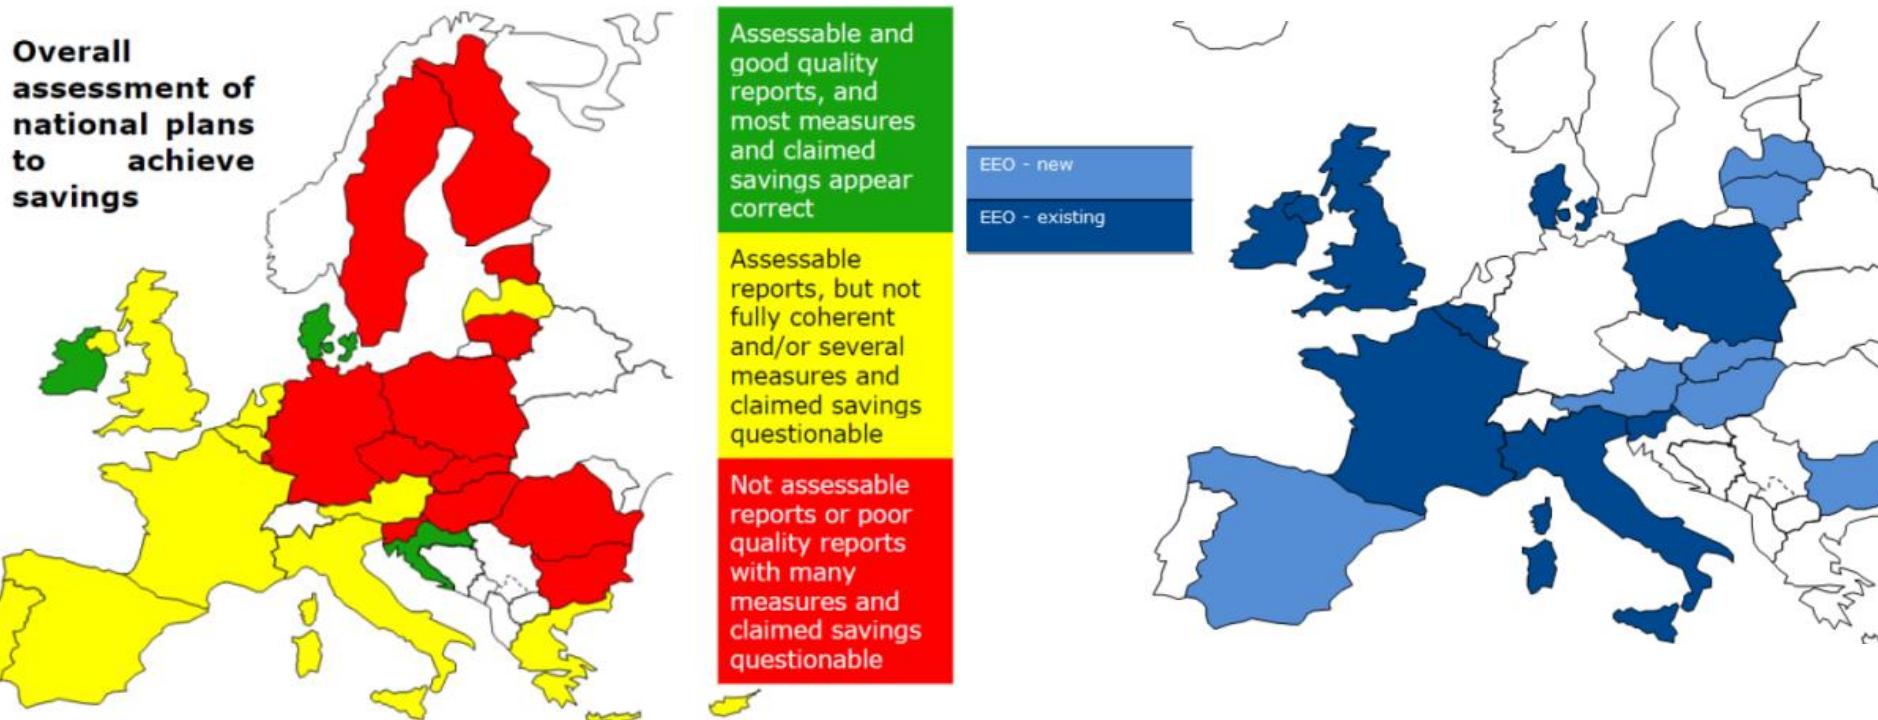 Overall
assessment of
national plans
to achieve
savings
Assessable and
good quality
reports, and
most measures
and claimed
savings appear
correct
Assessable
reports, but not
fully coherent
and/or several
measures and
claimed savings
questionable
Not assessable
reports or poor
quality reports
with many
measures and
claimed savings
questionable
EEO - new
EEO - existing